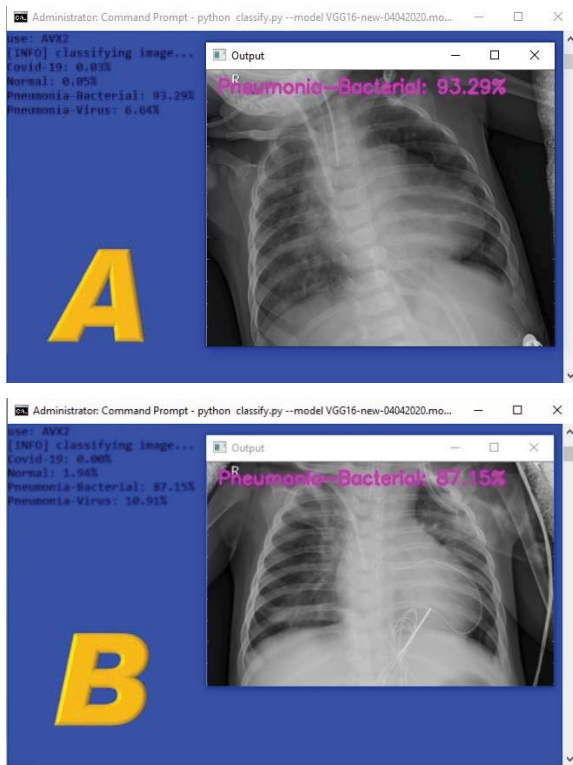 Administrator: Command Prompt - python classify.py --model VGG16-new-04042020.mo...
use: AVX2
[INFO] classifying image...
Covid-19: 0.03%
Normal: 0.05%
Pneumonia-Bacterial: 93.29%
Pneumonia-Virus: 6.64%
Output
R
Pneumonia-Bacterial: 93.29%
A
Administrator: Command Prompt - python classify.py --model VGG16-new-04042020.mo...
use: AVX2
[INFO] classifying image...
Covid-19: 0.00%
Normal: 1.94%
Pneumonia-Bacterial: 87.15%
Pneumonia-Virus: 10.91%
Output
R
Pneumonia-Bacterial: 87.15%
B